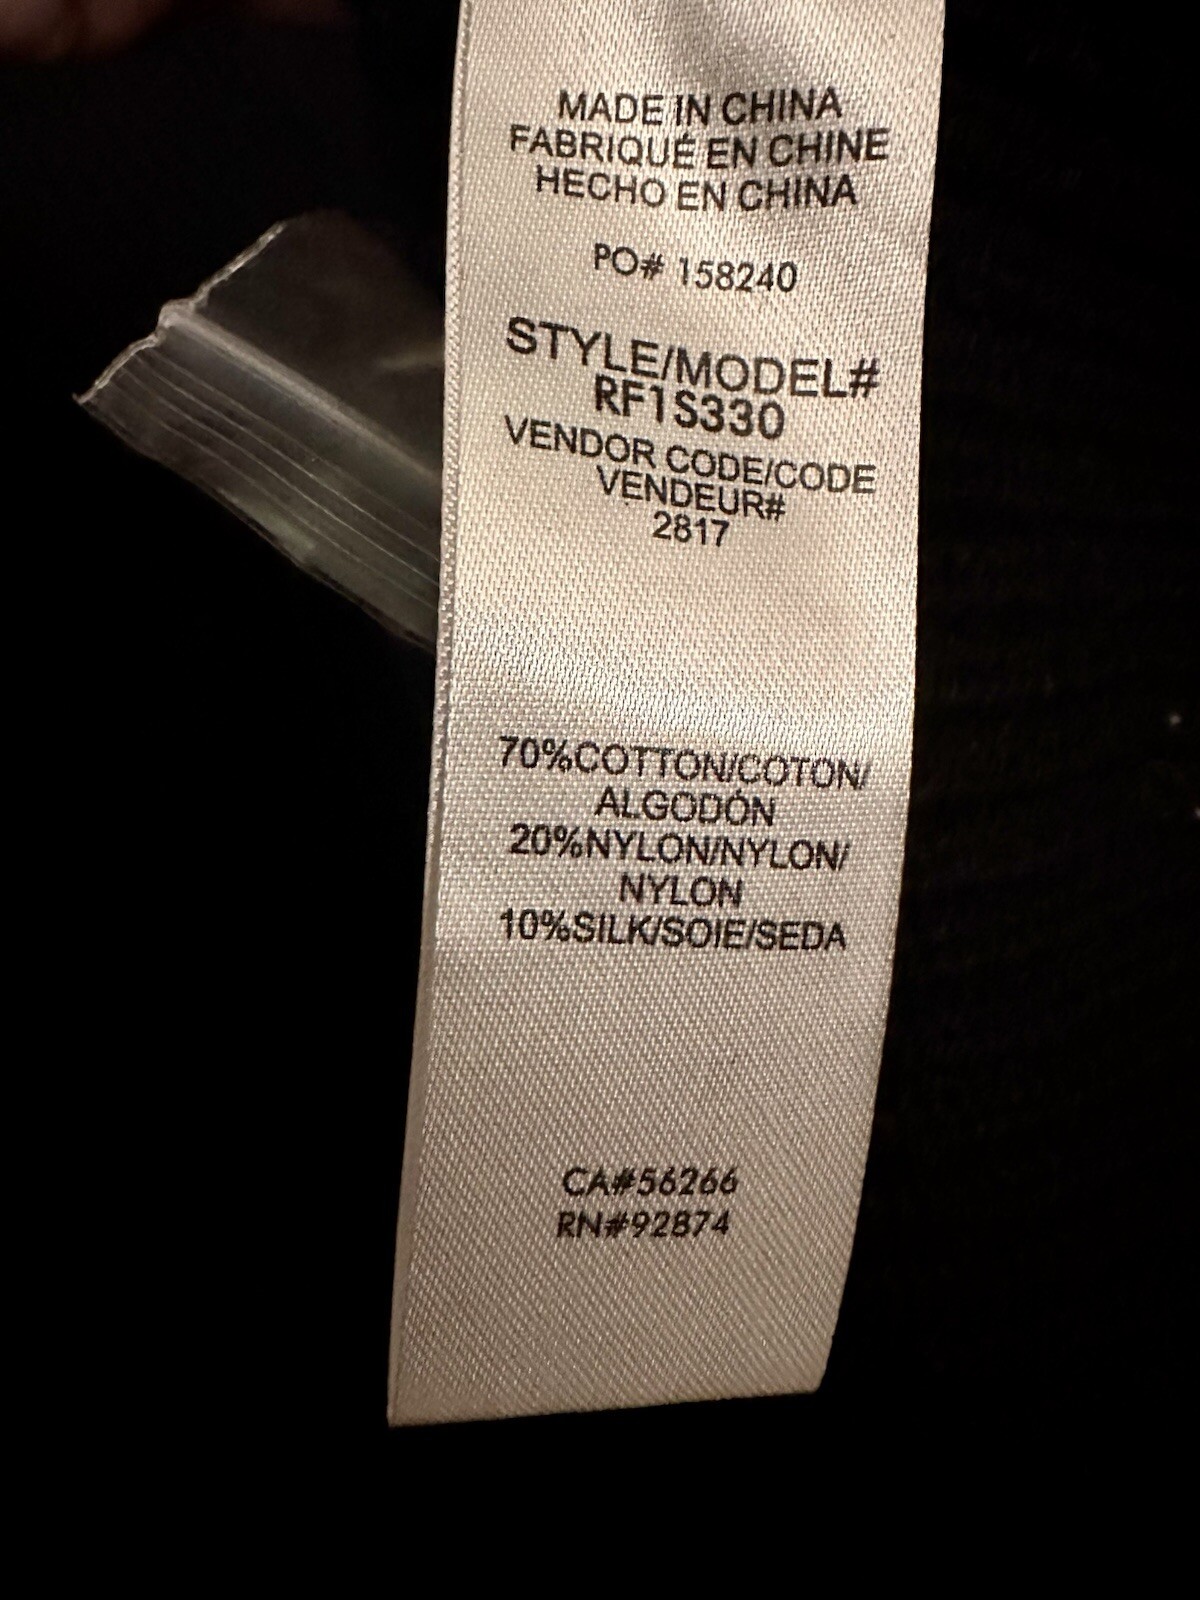 MADE IN CHINA
FABRIQUÉ EN CHINE
HECHO EN CHINA
PO# 158240
STYLE/MODEL#
RF1S330
VENDOR CODE/CODE
VENDEUR#
2817
70%COTTON/COTON/
ALGODÓN
20%NYLON/NYLON/
NYLON
10%SILK/SOIE/SEDA
CA#56266
RN#92874